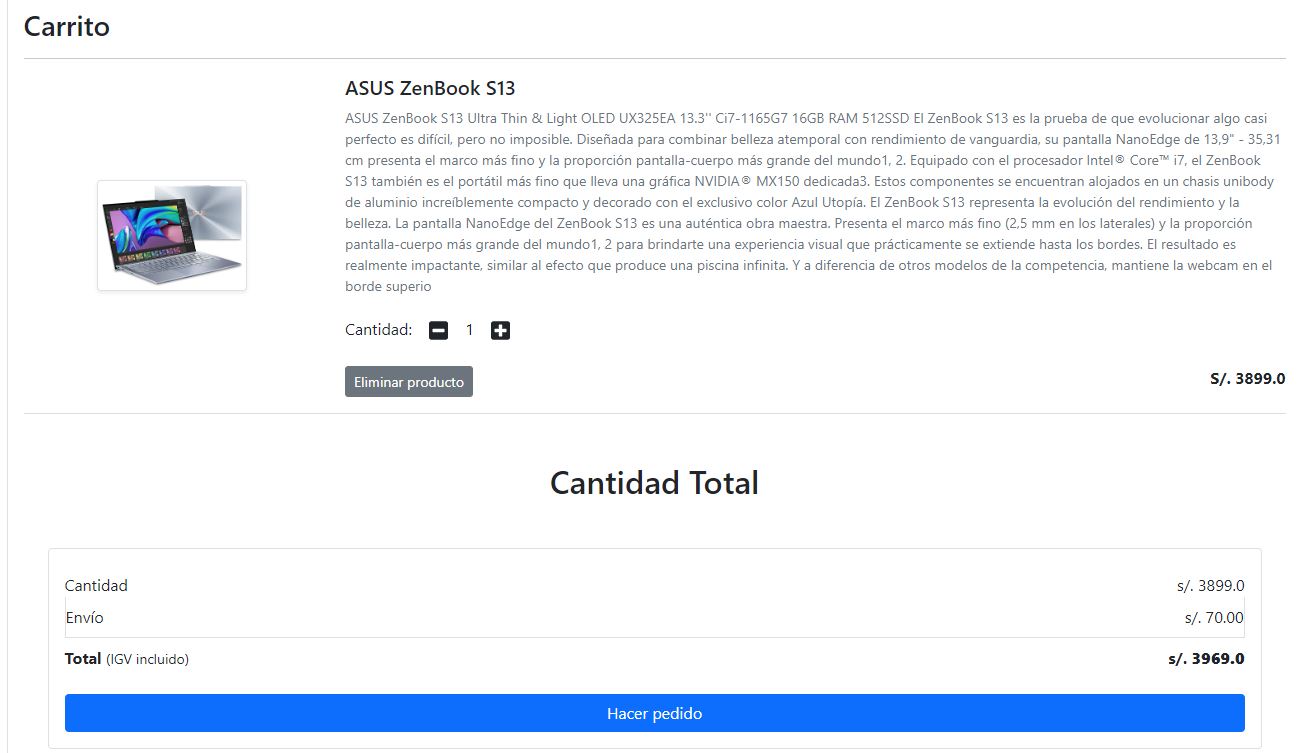 Carrito
ASUS ZenBook S13
ASUS ZenBook S13 Ultra Thin & Light OLED UX325EA 13.3'' Ci7-1165G7 16GB RAM 512SSD El ZenBook S13 es la prueba de que evolucionar algo casi
perfecto es difícil, pero no imposible. Diseñada para combinar belleza atemporal con rendimiento de vanguardia, su pantalla NanoEdge de 13,9" - 35,31
cm presenta el marco más fino y la proporción pantalla-cuerpo más grande del mundo1, 2. Equipado con el procesador Intel® Core™ i7, el ZenBook
S13 también es el portátil más fino que lleva una gráfica NVIDIA® MX150 dedicada3. Estos componentes se encuentran alojados en un chasis unibody
de aluminio increíblemente compacto y decorado con el exclusivo color Azul Utopía. El ZenBook S13 representa la evolución del rendimiento y la
belleza. La pantalla NanoEdge del ZenBook S13 es una auténtica obra maestra. Presenta el marco más fino (2,5 mm en los laterales) y la proporción
pantalla-cuerpo más grande del mundo1, 2 para brindarte una experiencia visual que prácticamente se extiende hasta los bordes. El resultado es
realmente impactante, similar al efecto que produce una piscina infinita. Y a diferencia de otros modelos de la competencia, mantiene la webcam en el
borde superio
Cantidad: 1
Eliminar producto
S/. 3899.0
Cantidad Total
Cantidad s/. 3899.0
Envío s/. 70.00
Total (IGV incluido) s/. 3969.0
Hacer pedido